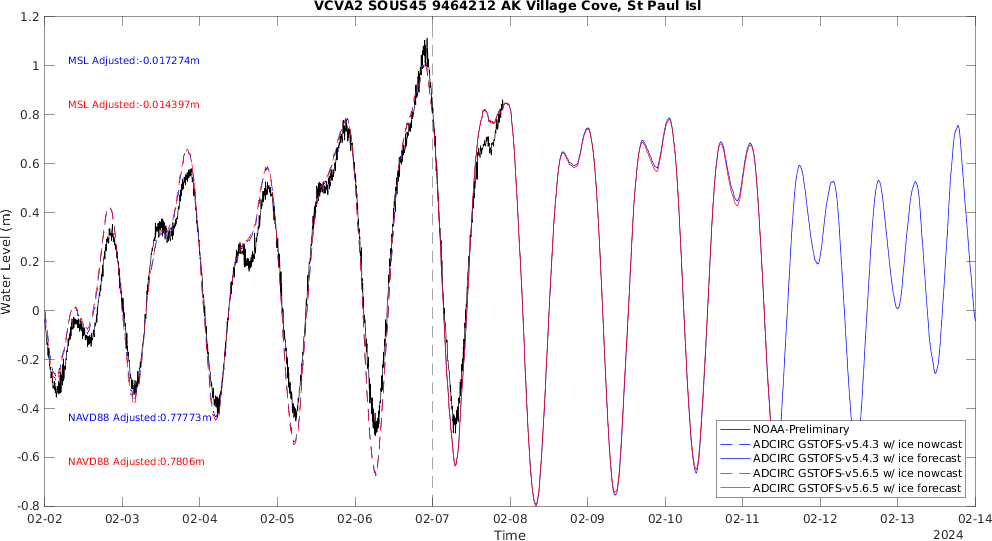 VCVA2 SOUS45 9464212 AK Village Cove, St Paul Isl
1.2
1
0.8
0.6
0.4
0.2
0
-0.2
-0.4
-0.6
-0.8
Water Level (m)
MSL Adjusted:-0.017274m
MSL Adjusted:-0.014397m
NAVD88 Adjusted:0.77773m
NAVD88 Adjusted:0.7806m
NOAA-Preliminary
ADCIRC GSTOFS-v5.4.3 w/ ice nowcast
ADCIRC GSTOFS-v5.4.3 w/ ice forecast
ADCIRC GSTOFS-v5.6.5 w/ ice nowcast
ADCIRC GSTOFS-v5.6.5 w/ ice forecast
02-02 02-03 02-04 02-05 02-06 02-07 02-08 02-09 02-10 02-11 02-12 02-13 02-14
Time
2024